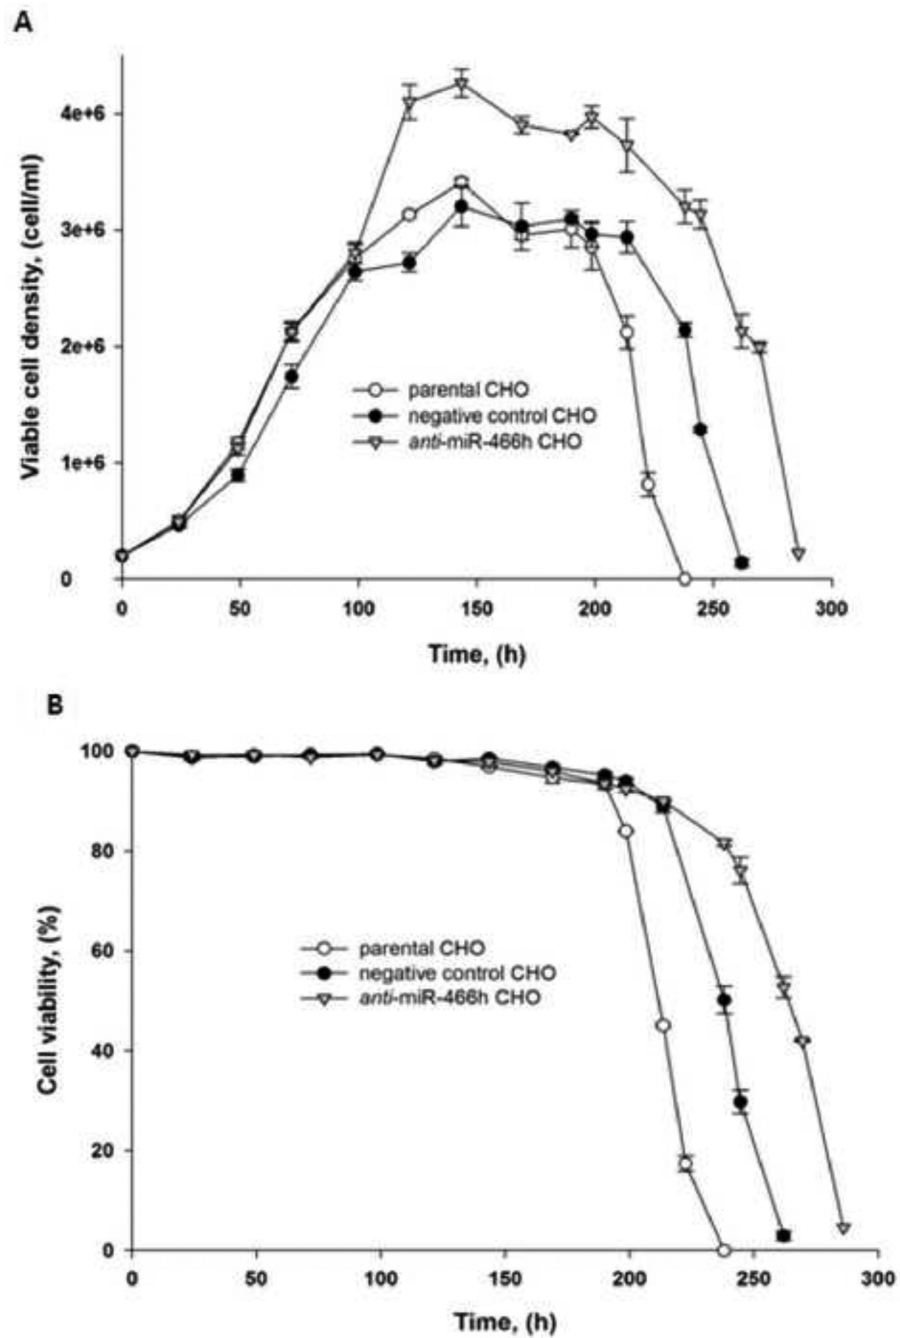 A
Viable cell density, (cell/ml)
4e+6
3e+6
2e+6
1e+6
0
parental CHO
negative control CHO
anti-miR-466h CHO
0 50 100 150 200 250 300
Time, (h)
B
Cell viability, (%)
100
80
60
40
20
0
parental CHO
negative control CHO
anti-miR-466h CHO
0 50 100 150 200 250 300
Time, (h)